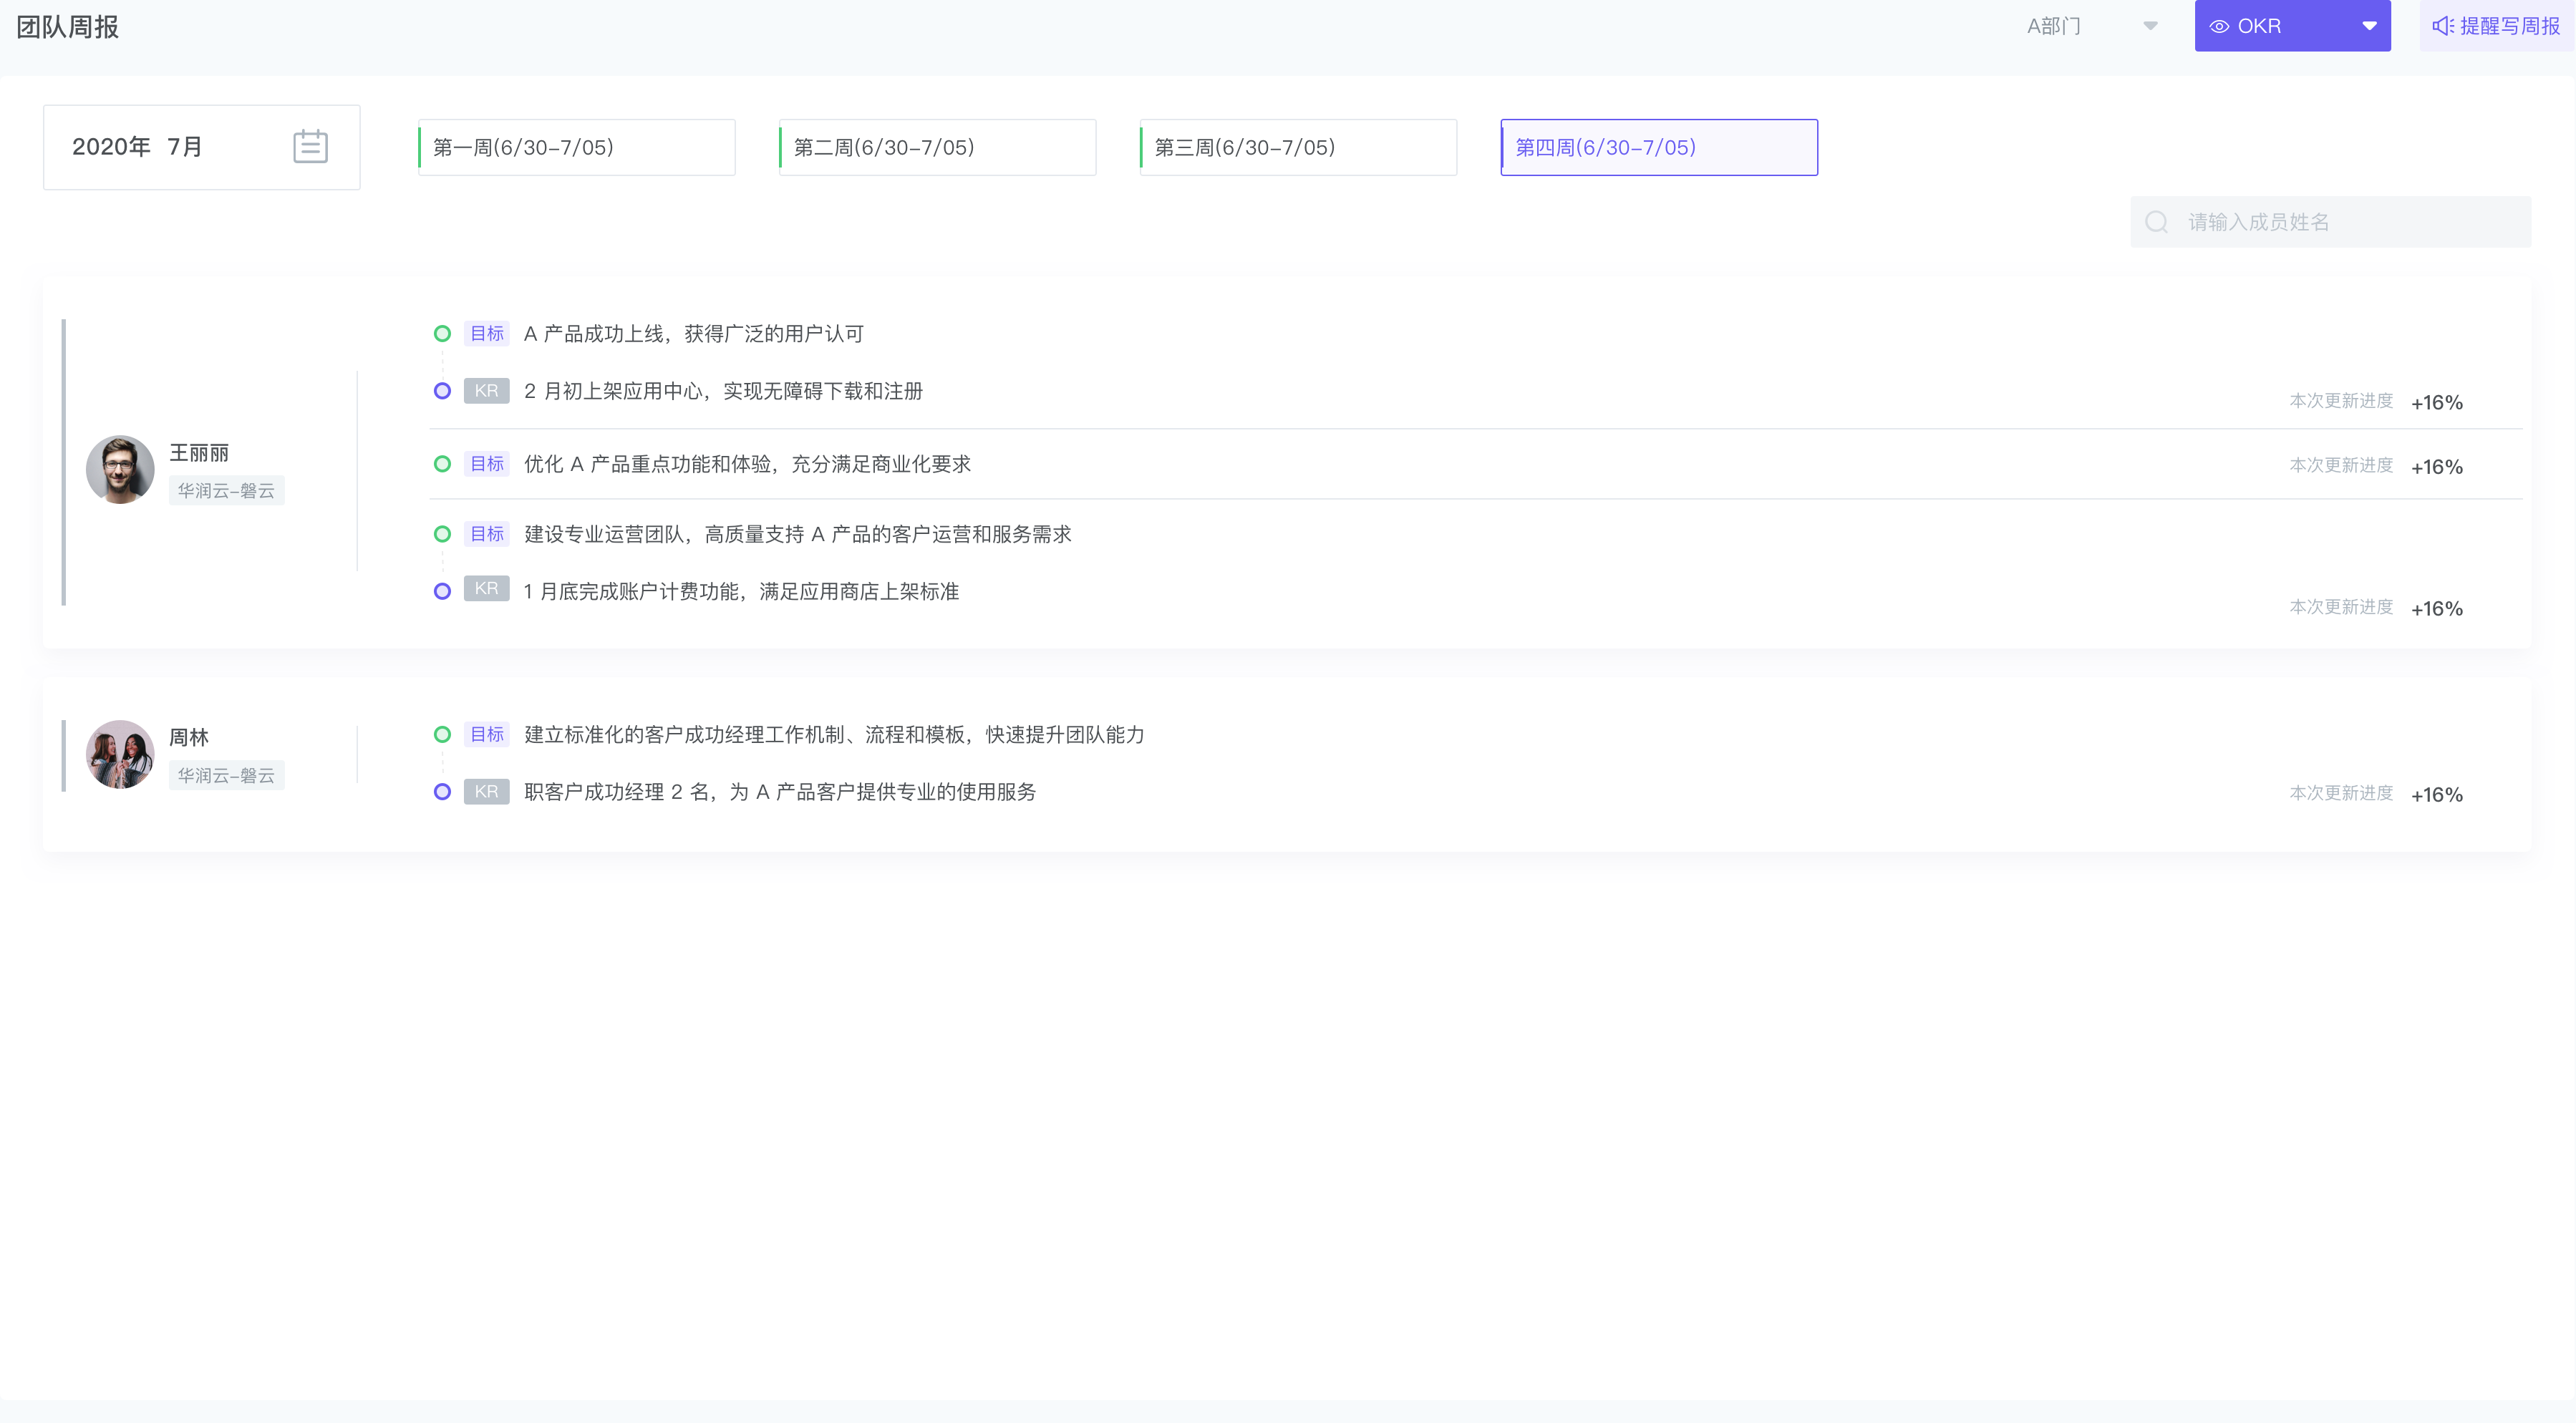 团队周报
A部门
OKR
提醒写周报
2020年 7月
第一周(6/30-7/05)
第二周(6/30-7/05)
第三周(6/30-7/05)
第四周(6/30-7/05)
请输入成员姓名
王丽丽
华润云-磐云
目标 A 产品成功上线，获得广泛的用户认可
KR 2 月初上架应用中心，实现无障碍下载和注册
本次更新进度 +16%
目标 优化 A 产品重点功能和体验，充分满足商业化要求
本次更新进度 +16%
目标 建设专业运营团队，高质量支持 A 产品的客户运营和服务需求
KR 1 月底完成账户计费功能，满足应用商店上架标准
本次更新进度 +16%
周林
华润云-磐云
目标 建立标准化的客户成功经理工作机制、流程和模板，快速提升团队能力
KR 职客户成功经理 2 名，为 A 产品客户提供专业的使用服务
本次更新进度 +16%